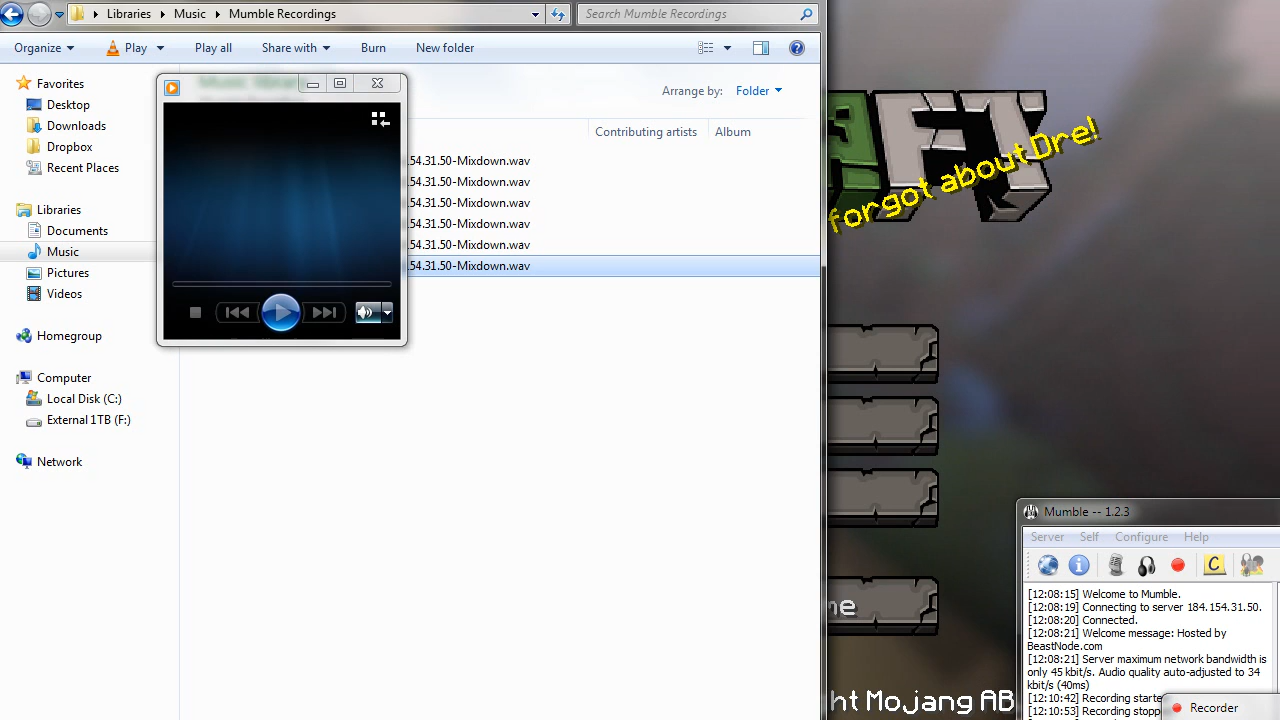 Libraries Music Mumble Recordings
Search Mumble Recordings
Organize Play Play all Share with Burn New folder
Favorites
Desktop
Downloads
Dropbox
Recent Places
Libraries
Documents
Music
Pictures
Videos
Homegroup
Computer
Local Disk (C:)
External 1TB (F:)
Network
Arrange by: Folder
Contributing artists Album
.54.31.50-Mixdown.wav
.54.31.50-Mixdown.wav
.54.31.50-Mixdown.wav
.54.31.50-Mixdown.wav
.54.31.50-Mixdown.wav
.54.31.50-Mixdown.wav
AFT
forgot about Dre!
me
ht Mojang AB
Mumble -- 1.2.3
Server Self Configure Help
[12:08:15] Welcome to Mumble.
[12:08:19] Connecting to server 184.154.31.50.
[12:08:20] Connected.
[12:08:21] Welcome message: Hosted by
BeastNode.com
[12:08:21] Server maximum network bandwidth is
only 45 kbit/s. Audio quality auto-adjusted to 34
kbit/s (40ms)
[12:10:42] Recording starte
[12:10:53] Recording stopp
Recorder